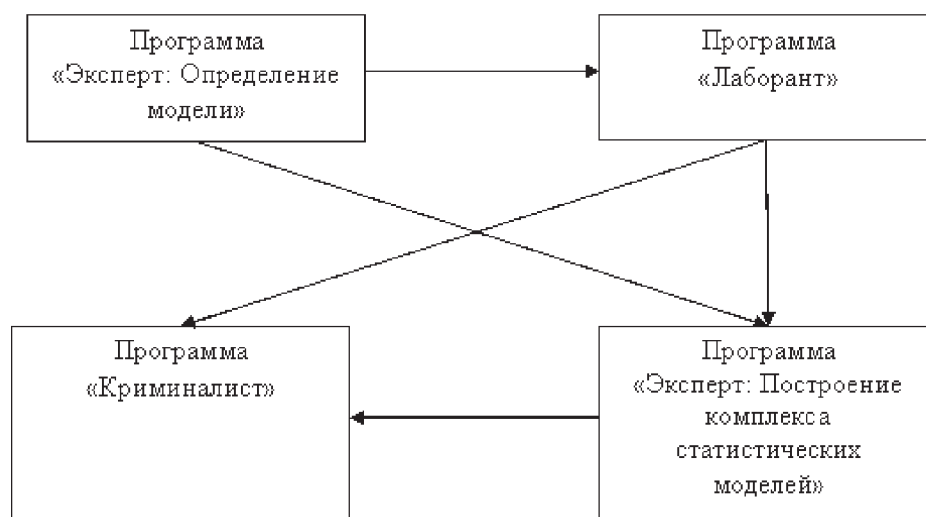 Программа
«Эксперт: Определение
модели»
Программа
«Лаборант»
Программа
«Криминалист»
Программа
«Эксперт: Построение
комплекса
статистических
моделей»